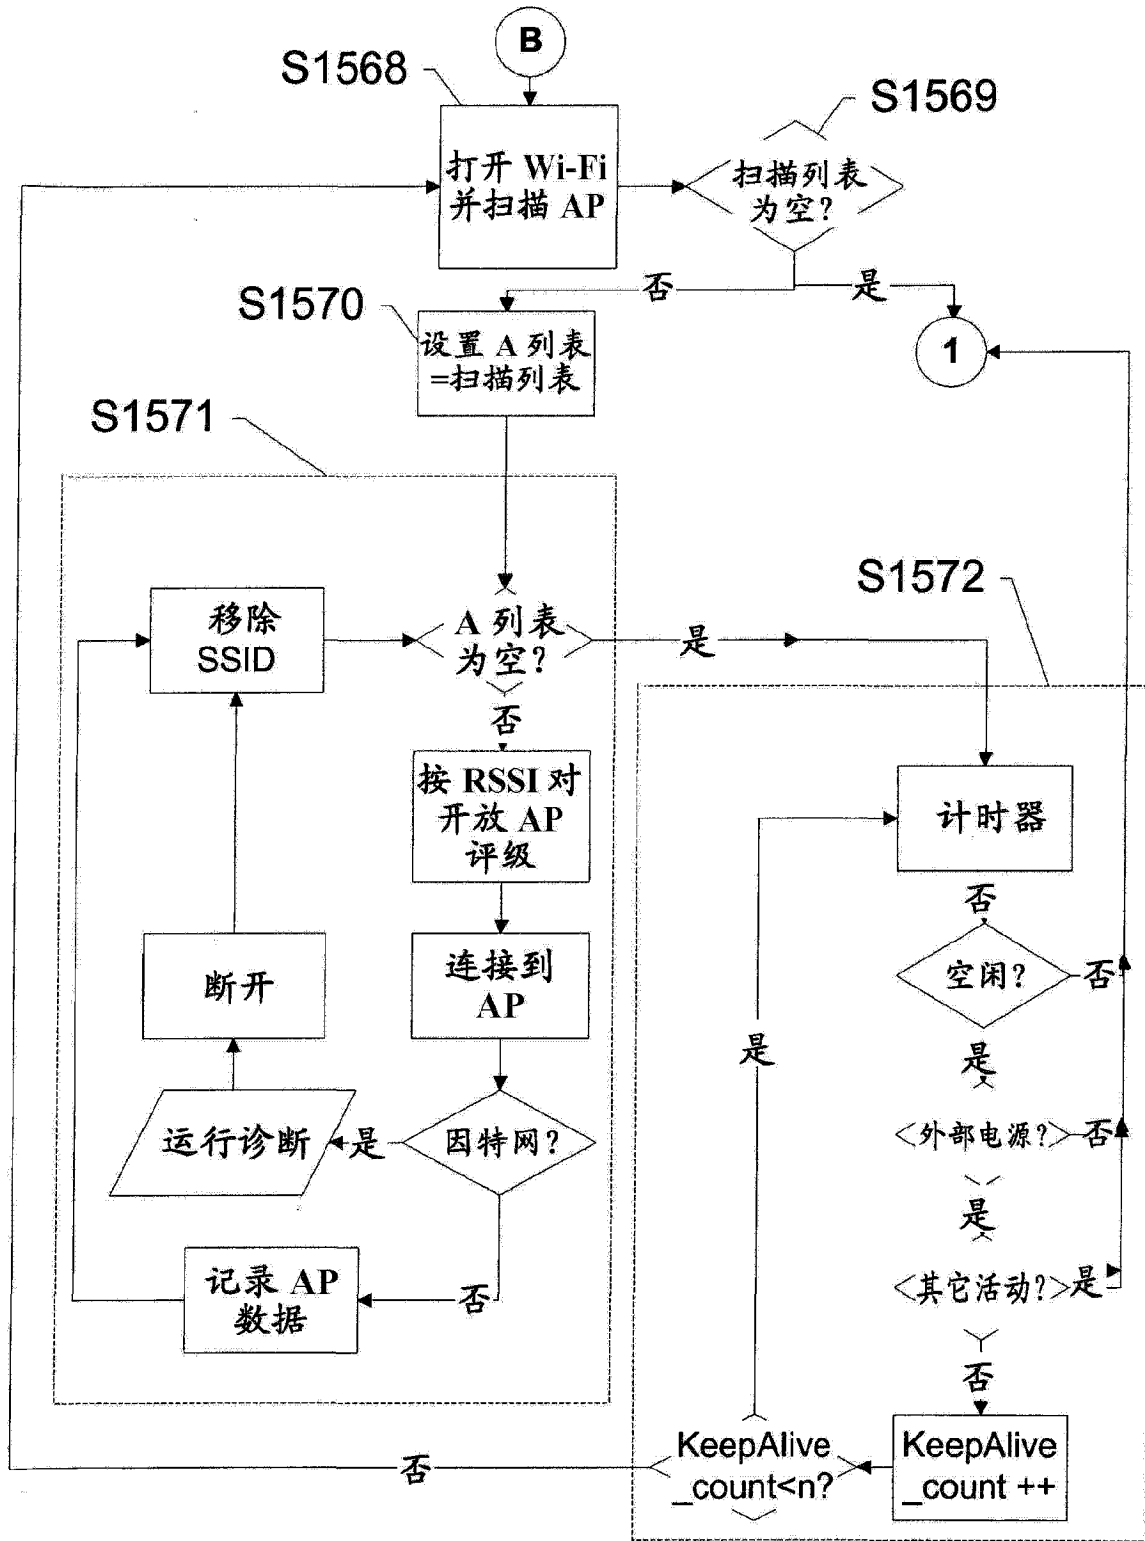 B
S1568
S1569
打开 Wi-Fi
并扫描 AP
扫描列表
为空?
否
是
S1570
设置 A 列表
=扫描列表
1
S1571
S1572
移除
SSID
A 列表
为空?
是
否
按 RSSI 对
开放 AP
评级
计时器
否
断开
连接到
AP
空闲?
否
是
是
运行诊断
是
因特网?
外部电源?
否
是
记录 AP
数据
否
其它活动?
是
否
否
KeepAlive
_count<n?
KeepAlive
_count ++